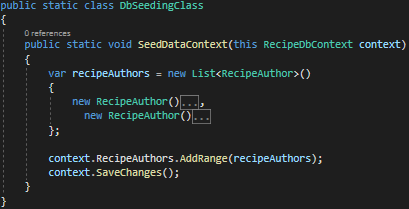 public static class DbSeedingClass
{
0 references
public static void SeedDataContext(this RecipeDbContext context)
{
var recipeAuthors = new List<RecipeAuthor>()
{
new RecipeAuthor()...,
new RecipeAuthor()...
};
context.RecipeAuthors.AddRange(recipeAuthors);
context.SaveChanges();
}
}